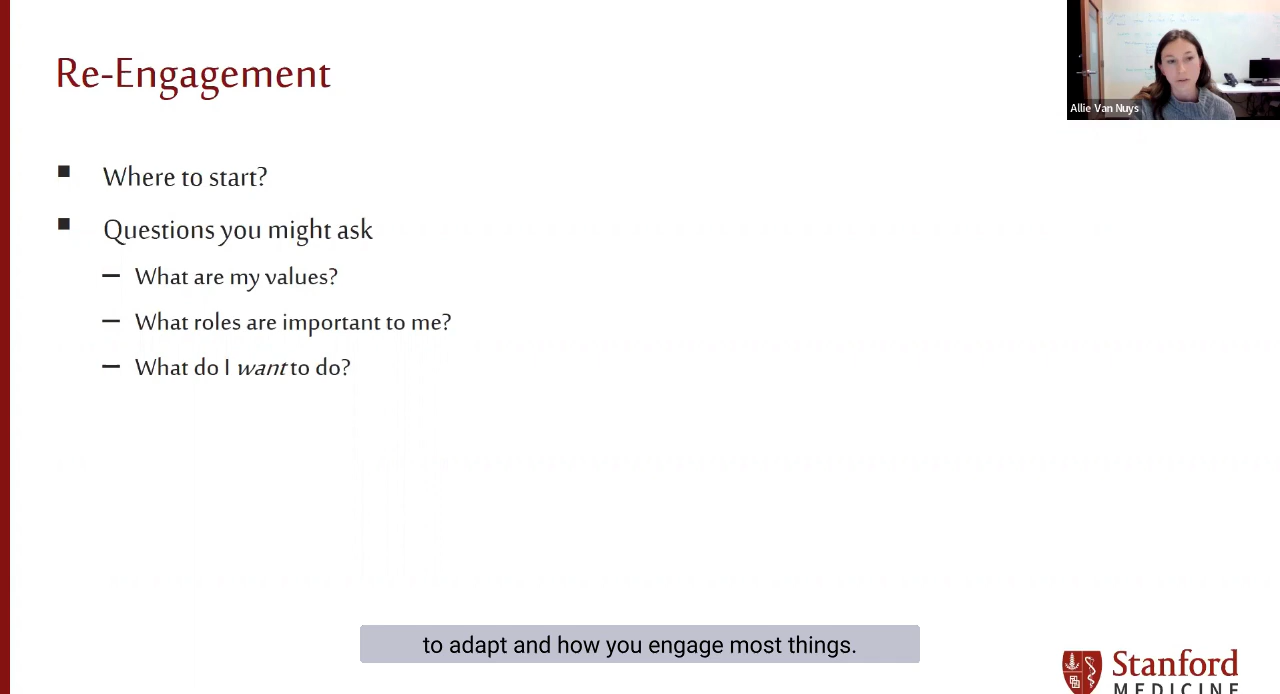 Re-Engagement
Allie Van Nuys
Where to start?
Questions you might ask
What are my values?
What roles are important to me?
What do I want to do?
to adapt and how you engage most things.
Stanford
MEDICINE